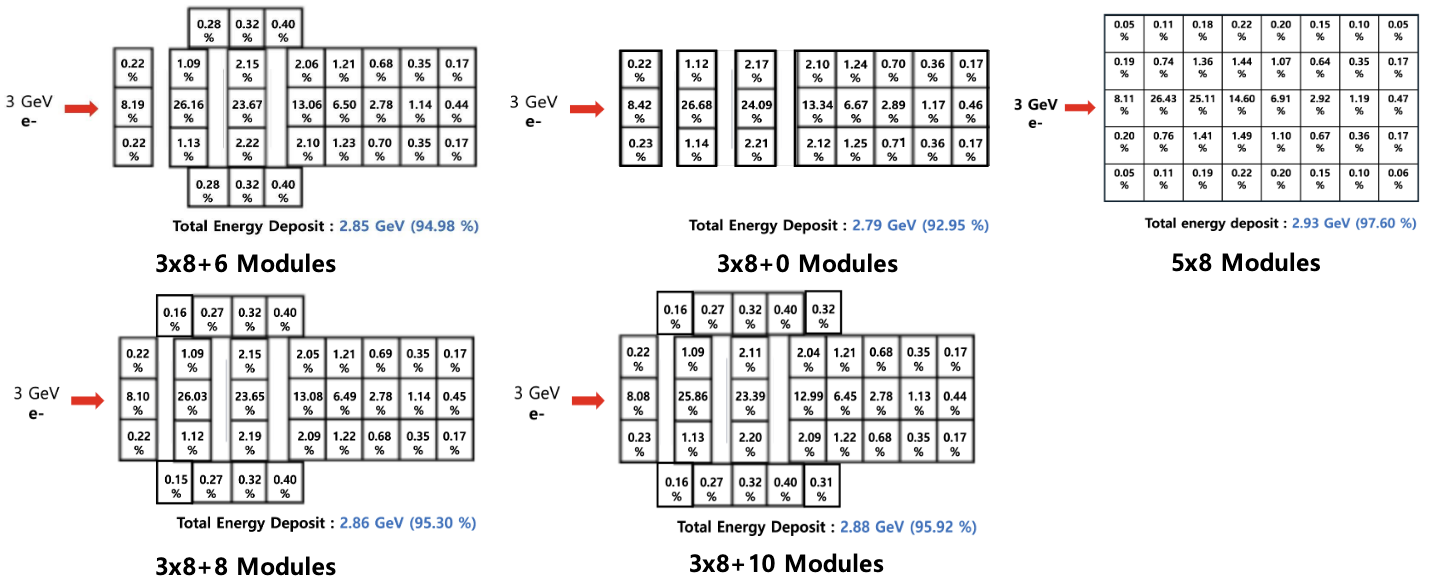 0.28 % 0.32 % 0.40 %
0.22 % 1.09 % 2.15 % 2.06 % 1.21 % 0.68 % 0.35 % 0.17 %
3 GeV e- 8.19 % 26.16 % 23.67 % 13.06 % 6.50 % 2.78 % 1.14 % 0.44 %
0.22 % 1.13 % 2.22 % 2.10 % 1.23 % 0.70 % 0.35 % 0.17 %
0.28 % 0.32 % 0.40 %
Total Energy Deposit : 2.85 GeV (94.98 %)
3x8+6 Modules
0.22 % 1.12 % 2.17 % 2.10 % 1.24 % 0.70 % 0.36 % 0.17 %
3 GeV e- 8.42 % 26.68 % 24.09 % 13.34 % 6.67 % 2.89 % 1.17 % 0.46 %
0.23 % 1.14 % 2.21 % 2.12 % 1.25 % 0.71 % 0.36 % 0.17 %
Total Energy Deposit : 2.79 GeV (92.95 %)
3x8+0 Modules
0.05 % 0.11 % 0.18 % 0.22 % 0.20 % 0.15 % 0.10 % 0.05 %
0.19 % 0.74 % 1.36 % 1.44 % 1.07 % 0.64 % 0.35 % 0.17 %
3 GeV e- 8.11 % 26.43 % 25.11 % 14.60 % 6.91 % 2.92 % 1.19 % 0.47 %
0.20 % 0.76 % 1.41 % 1.49 % 1.10 % 0.67 % 0.36 % 0.17 %
0.05 % 0.11 % 0.19 % 0.22 % 0.20 % 0.15 % 0.10 % 0.06 %
Total energy deposit : 2.93 GeV (97.60 %)
5x8 Modules
0.16 % 0.27 % 0.32 % 0.40 %
0.22 % 1.09 % 2.15 % 2.05 % 1.21 % 0.69 % 0.35 % 0.17 %
3 GeV e- 8.10 % 26.03 % 23.65 % 13.08 % 6.49 % 2.78 % 1.14 % 0.45 %
0.22 % 1.12 % 2.19 % 2.09 % 1.22 % 0.68 % 0.35 % 0.17 %
0.15 % 0.27 % 0.32 % 0.40 %
Total Energy Deposit : 2.86 GeV (95.30 %)
3x8+8 Modules
0.16 % 0.27 % 0.32 % 0.40 % 0.32 %
0.22 % 1.09 % 2.11 % 2.04 % 1.21 % 0.68 % 0.35 % 0.17 %
3 GeV e- 8.08 % 25.86 % 23.39 % 12.99 % 6.45 % 2.78 % 1.13 % 0.44 %
0.23 % 1.13 % 2.20 % 2.09 % 1.22 % 0.68 % 0.35 % 0.17 %
0.16 % 0.27 % 0.32 % 0.40 % 0.31 %
Total Energy Deposit : 2.88 GeV (95.92 %)
3x8+10 Modules